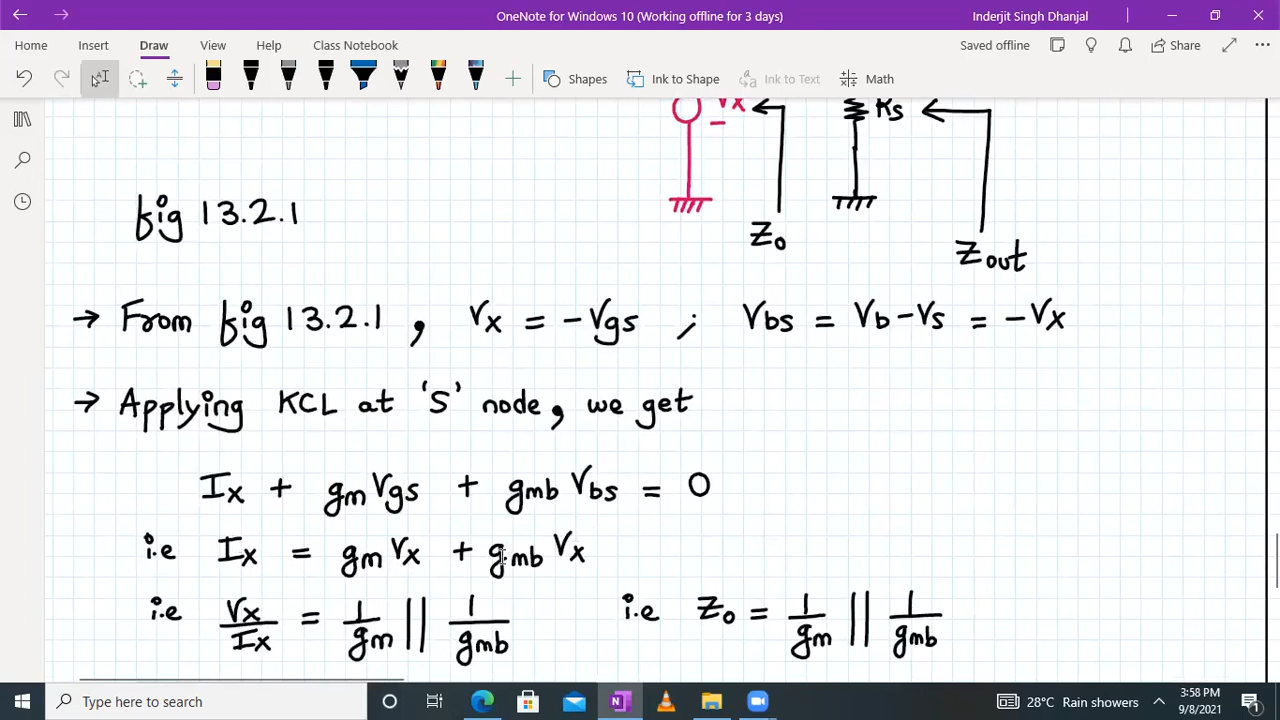 OneNote for Windows 10 (Working offline for 3 days) Inderjit Singh Dhanjal
Home Insert Draw View Help Class Notebook Saved offline Share
Shapes Ink to Shape Ink to Text Math
Vx Rs
Zo Zout
fig 13.2.1
→ From fig 13.2.1, Vx = -Vgs ; Vbs = Vb - Vs = -Vx
→ Applying KCL at 'S' node, we get
Ix + gm Vgs + gmb Vbs = 0
i.e Ix = gm Vx + gmb Vx
i.e Vx/Ix = 1/gm || 1/gmb i.e Zo = 1/gm || 1/gmb
Type here to search 28°C Rain showers 3:58 PM
9/8/2021